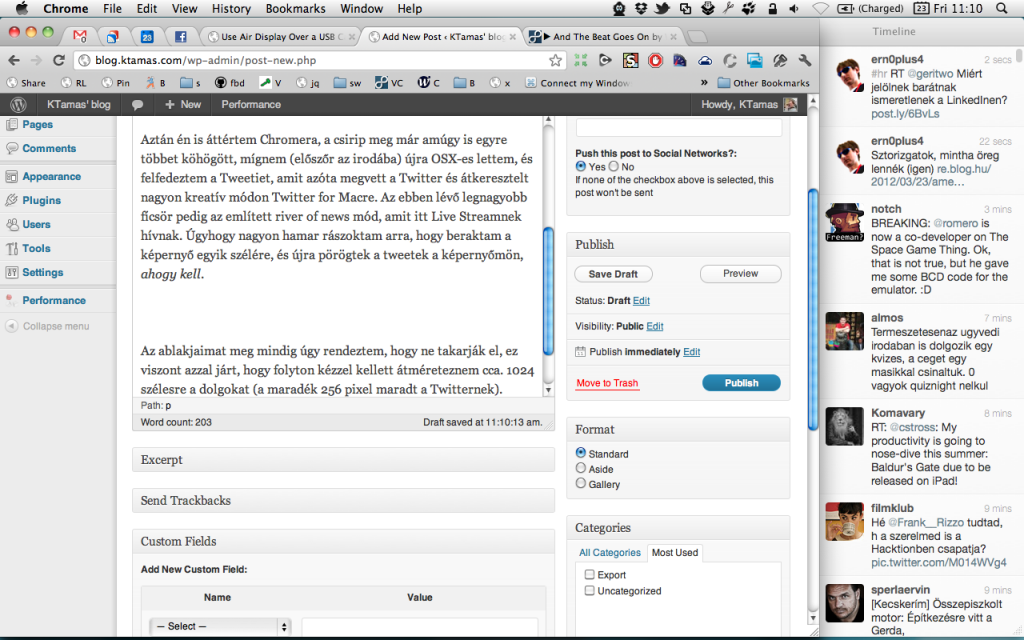 Chrome File Edit View History Bookmarks Window Help (Charged) 23 Fri 11:10
23 Use Air Display Over a USB C Add New Post ‹ KTamas' blog And The Beat Goes On by
blog.ktamas.com/wp-admin/post-new.php
Share RL Pin B s fbd V jq sw VC C B x Connect my Window » Other Bookmarks
KTamas' blog + New Performance Howdy, KTamas
Pages
Comments
Appearance
Plugins
Users
Tools
Settings
Performance
Collapse menu
Aztán én is áttértem Chromera, a csirip meg már amúgy is egyre
többet köhögött, mígnem (először az irodába) újra OSX-es lettem, és
felfedeztem a Tweetiet, amit azóta megvett a Twitter és átkeresztelt
nagyon kreatív módon Twitter for Macre. Az ebben lévő legnagyobb
ficsőr pedig az említett river of news mód, amit itt Live Streamnek
hívnak. Úgyhogy nagyon hamar rászoktam arra, hogy beraktam a
képernyő egyik szélére, és újra pörögtek a tweetek a képernyőmön,
ahogy kell.
Az ablakjaimat meg mindig úgy rendeztem, hogy ne takarják el, ez
viszont azzal járt, hogy folyton kézzel kellett átméreteznem cca. 1024
szélesre a dolgokat (a maradék 256 pixel maradt a Twitternek).
Path: p
Word count: 203 Draft saved at 11:10:13 am.
Excerpt
Send Trackbacks
Custom Fields
Add New Custom Field:
Name Value
— Select —
Push this post to Social Networks?:
Yes No
If none of the checkbox above is selected, this
post won't be sent
Publish
Save Draft Preview
Status: Draft Edit
Visibility: Public Edit
Publish immediately Edit
Move to Trash Publish
Format
Standard
Aside
Gallery
Categories
All Categories Most Used
Export
Uncategorized
Timeline
ern0plus4 2 secs
#hr RT @geritwo Miért
jelölnek barátnak
ismeretlenek a LinkedInen?
post.ly/6BvLs
ern0plus4 22 secs
Sztorizgatok, mintha öreg
lennék (igen) re.blog.hu/
2012/03/23/ame…
notch 3 mins
Freeman?
BREAKING: @romero is
now a co-developer on The
Space Game Thing. Ok,
that is not true, but he gave
me some BCD code for the
emulator. :D
almos 7 mins
Termeszetesenaz ugyvedi
irodaban is dolgozik egy
kvizes, a ceget egy
masikkal csinaltuk. 0
vagyok quiznight nelkul
Komavary 8 mins
RT: @cstross: My
productivity is going to
nose-dive this summer:
Baldur's Gate due to be
released on iPad!
filmklub 9 mins
Hé @Frank__Rizzo tudtad,
h a szerelmed is a
Hacktionben csapatja?
pic.twitter.com/M014WVg4
sperlaervin 9 mins
[Kecskerím] Összepiszkolt
motor: Építkezésre vitt a
Gerda,